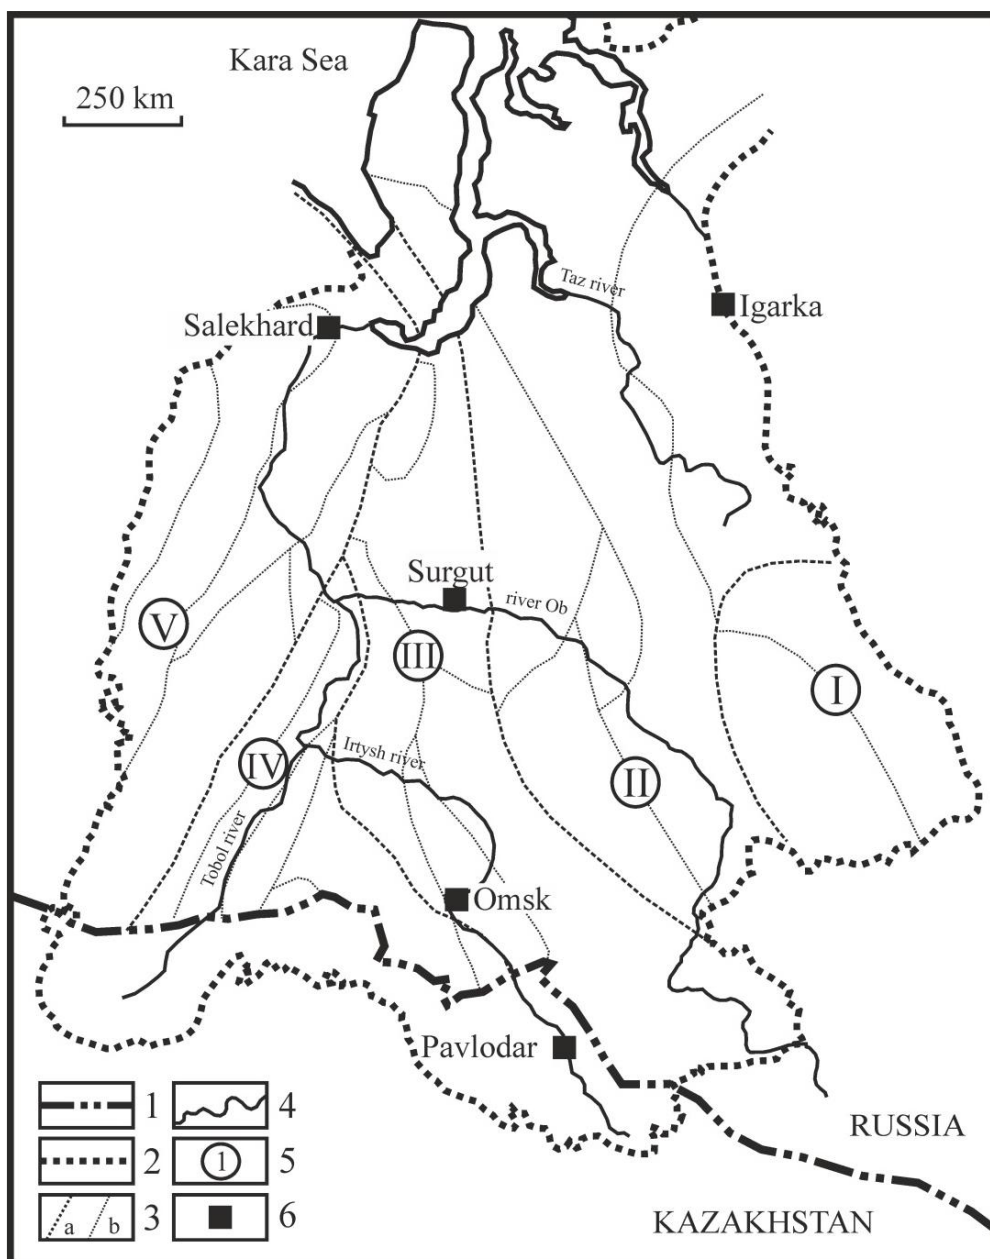 Kara Sea
250 km
Taz river
Igarka
Salekhard
Surgut
river Ob
V
III
I
IV
Irtysh river
II
Tobol river
Omsk
Pavlodar
1
4
2
1
5
a
b
3
6
RUSSIA
KAZAKHSTAN